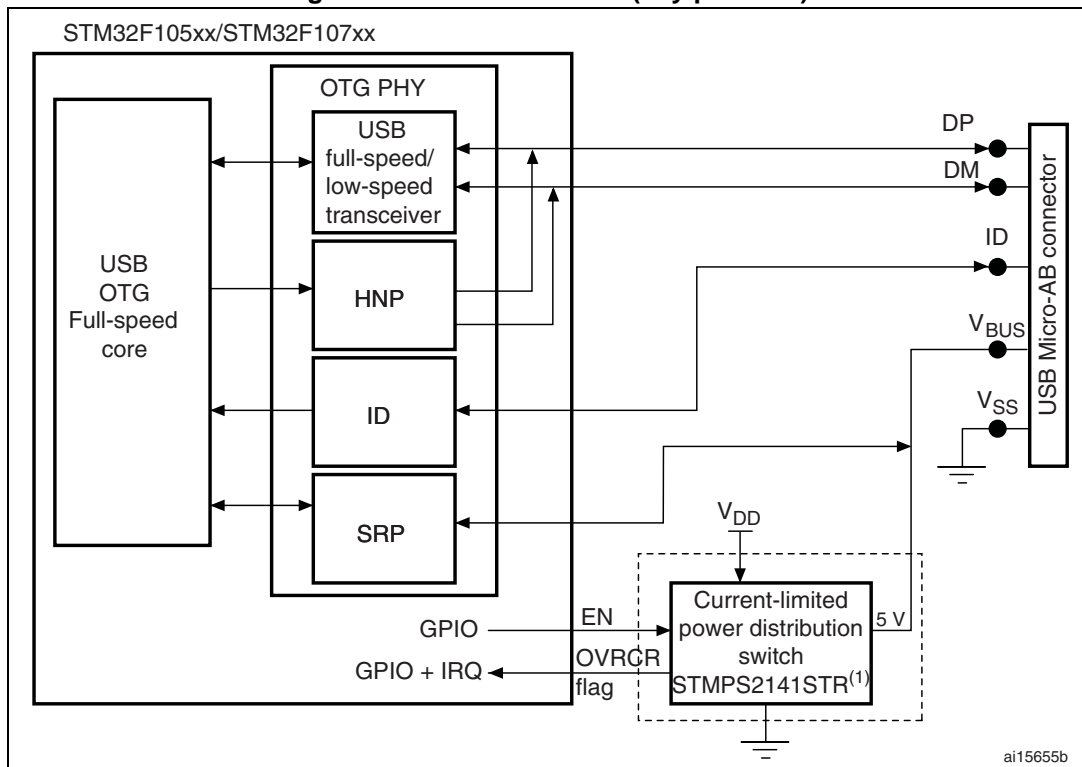 (
STM32F105xx/STM32F107xx
OTG PHY
USB
full-speed/
low-speed
transceiver
USB
OTG
Full-speed
core
HNP
ID
SRP
DP
DM
ID
VBUS
VSS
USB Micro-AB connector
VDD
GPIO
EN
GPIO + IRQ
OVRCR
flag
Current-limited
power distribution
switch
STMPS2141STR(1)
5 V
ai15655b